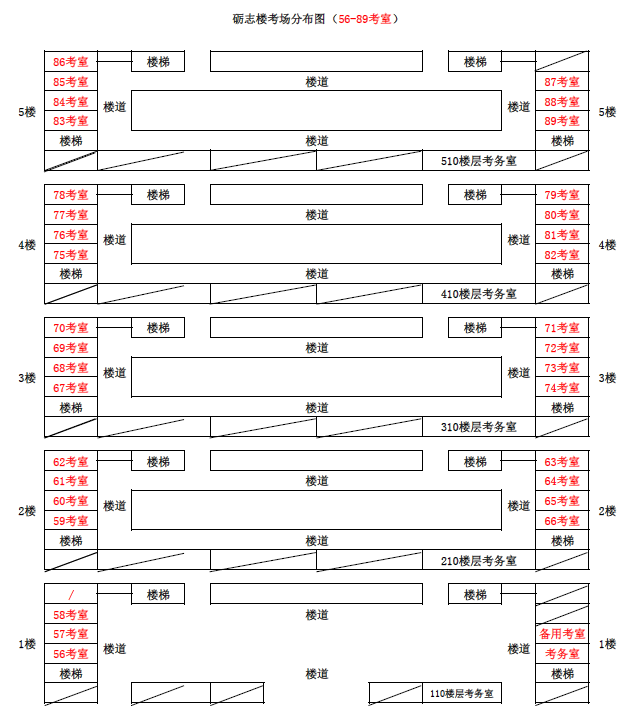 砺志楼考场分布图（56-89考室）
86考室 楼梯 楼梯
85考室 楼道 87考室
5楼 84考室 楼道 楼道 88考室 5楼
83考室 89考室
楼梯 楼道 楼梯
510楼层考务室
78考室 楼梯 楼梯 79考室
77考室 楼道 80考室
4楼 76考室 楼道 楼道 81考室 4楼
75考室 82考室
楼梯 楼道 楼梯
410楼层考务室
70考室 楼梯 楼梯 71考室
69考室 楼道 72考室
3楼 68考室 楼道 楼道 73考室 3楼
67考室 74考室
楼梯 楼道 楼梯
310楼层考务室
62考室 楼梯 楼梯 63考室
61考室 楼道 64考室
2楼 60考室 楼道 楼道 65考室 2楼
59考室 66考室
楼梯 楼道 楼梯
210楼层考务室
/ 楼梯 楼梯
58考室 楼道
57考室 备用考室
1楼 56考室 楼道 楼道 考务室 1楼
楼梯 楼道 楼梯
110楼层考务室